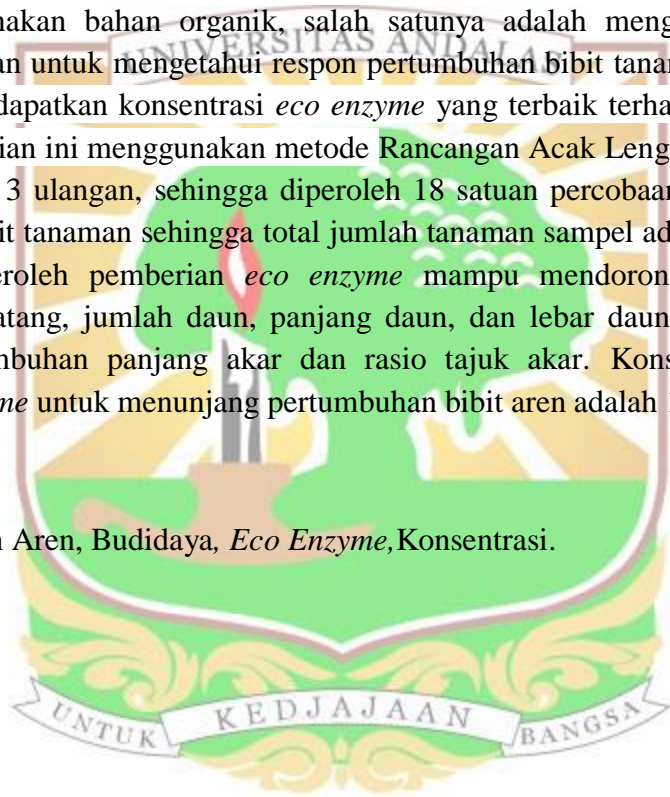 nakan bahan organik, salah satunya adalah meng
UNIVERSITAS ANDALAS
an untuk mengetahui respon pertumbuhan bibit tanar
dapatkan konsentrasi eco enzyme yang terbaik terha
ian ini menggunakan metode Rancangan Acak Leng
3 ulangan, sehingga diperoleh 18 satuan percobaan
it tanaman sehingga total jumlah tanaman sampel ad
eroleh pemberian eco enzyme mampu mendoron
atang, jumlah daun, panjang daun, dan lebar daun
mbuhan panjang akar dan rasio tajuk akar. Kons
me untuk menunjang pertumbuhan bibit aren adalah
n Aren, Budidaya, Eco Enzyme,Konsentrasi.
UNTUK KEDJAJAAN BANGSA